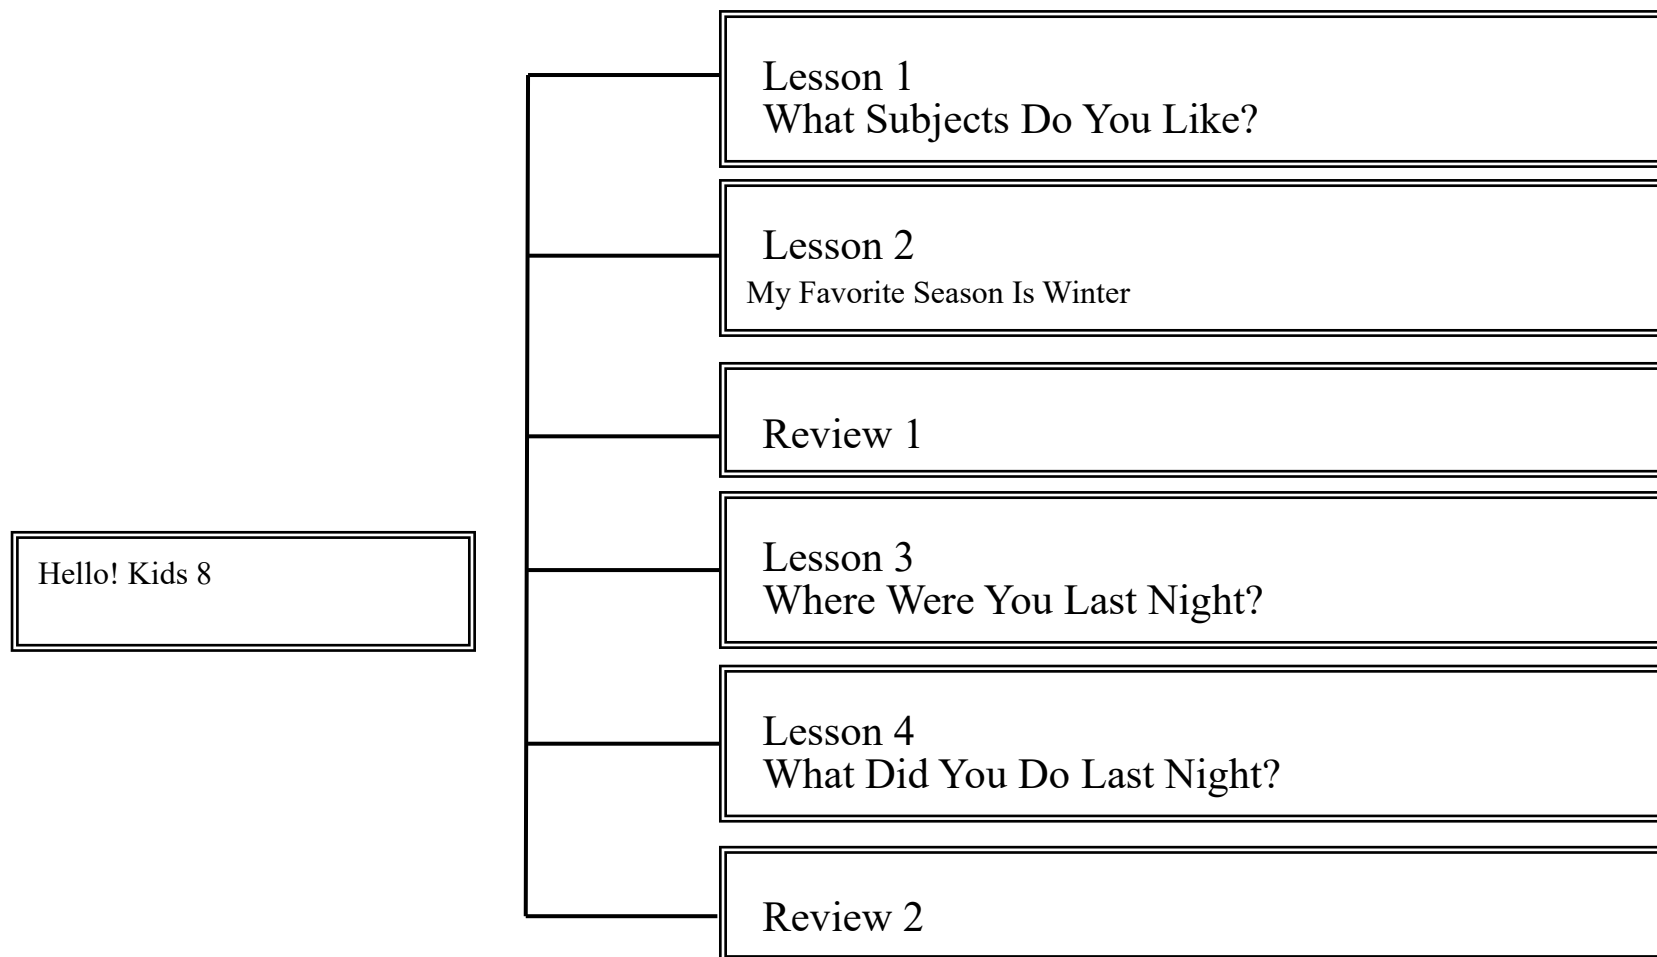 Hello! Kids 8
Lesson 1
What Subjects Do You Like?
Lesson 2
My Favorite Season Is Winter
Review 1
Lesson 3
Where Were You Last Night?
Lesson 4
What Did You Do Last Night?
Review 2